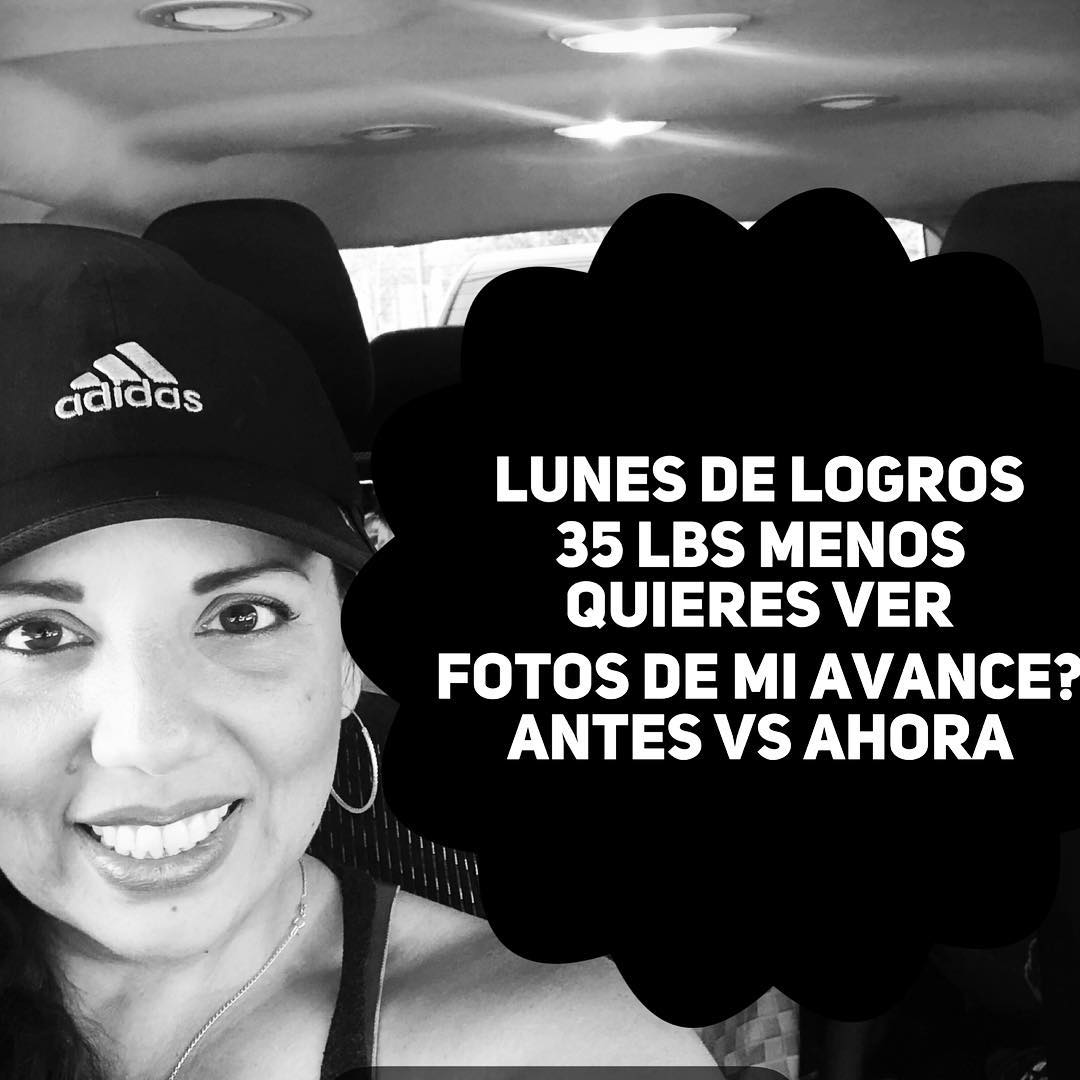 adidas
LUNES DE LOGROS
35 LBS MENOS
QUIERES VER
FOTOS DE MI AVANCE?
ANTES VS AHORA